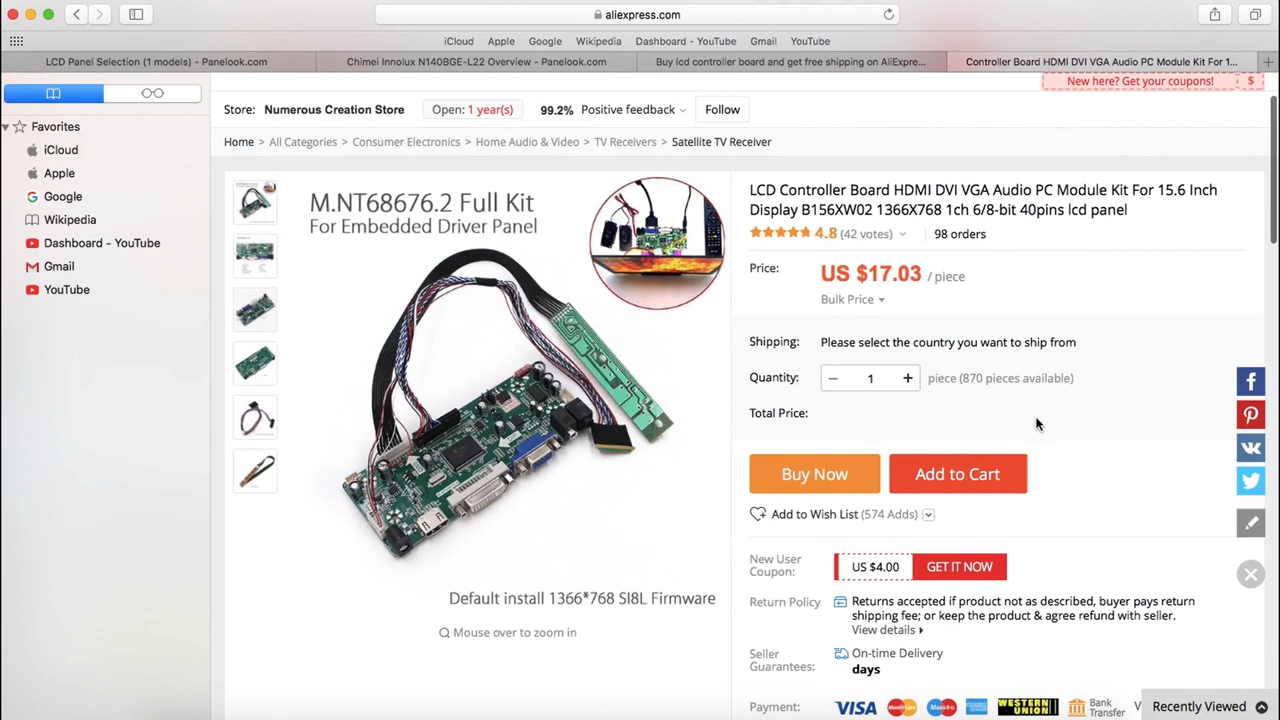 aliexpress.com
iCloud Apple Google Wikipedia Dashboard - YouTube Gmail YouTube
LCD Panel Selection (1 models) - Panelook.com
Chimei Innolux N140BGE-L22 Overview - Panelook.com
Buy lcd controller board and get free shipping on AliExpre...
Controller Board HDMI DVI VGA Audio PC Module Kit For 1...
New here? Get your coupons! $
Favorites
iCloud
Apple
Google
Wikipedia
Dashboard - YouTube
Gmail
YouTube
Store: Numerous Creation Store Open: 1 year(s) 99.2% Positive feedback Follow
Home > All Categories > Consumer Electronics > Home Audio & Video > TV Receivers > Satellite TV Receiver
M.NT68676.2 Full Kit
For Embedded Driver Panel
Default install 1366*768 SI8L Firmware
Mouse over to zoom in
LCD Controller Board HDMI DVI VGA Audio PC Module Kit For 15.6 Inch
Display B156XW02 1366X768 1ch 6/8-bit 40pins lcd panel
4.8 (42 votes) 98 orders
Price: US $17.03 / piece
Bulk Price
Shipping: Please select the country you want to ship from
Quantity: − 1 + piece (870 pieces available)
Total Price:
Buy Now Add to Cart
Add to Wish List (574 Adds)
New User
Coupon:
US $4.00 GET IT NOW
Return Policy
Returns accepted if product not as described, buyer pays return
shipping fee; or keep the product & agree refund with seller.
View details
Seller
Guarantees:
On-time Delivery
days
Payment: VISA MasterCard Maestro WESTERN UNION Bank
Transfer
Recently Viewed